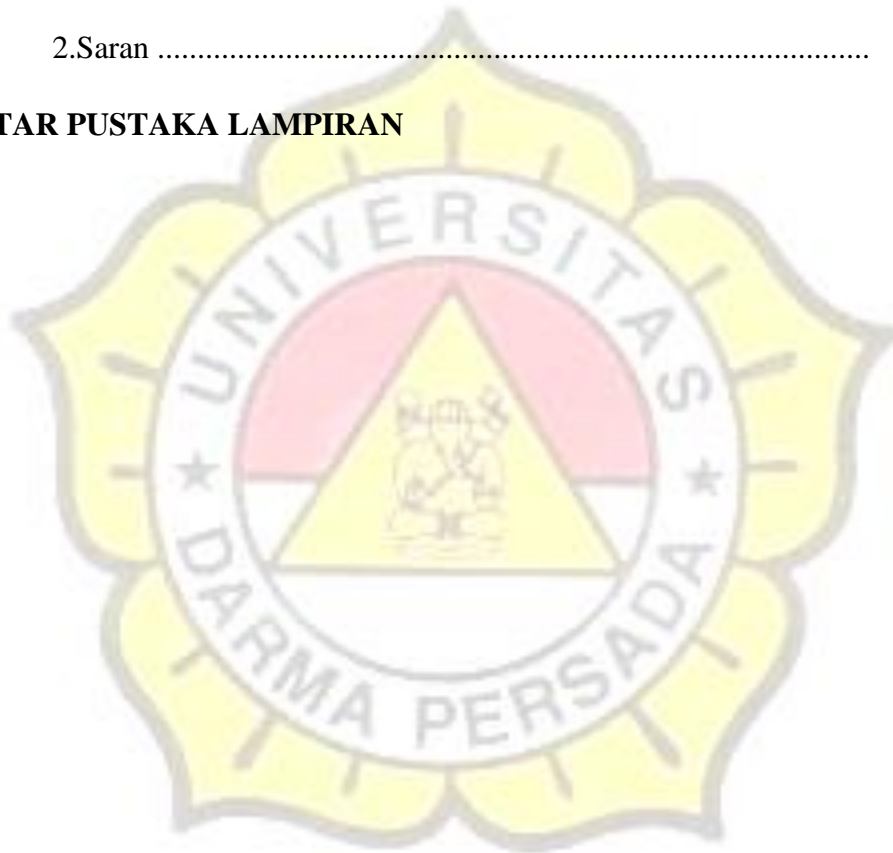 2.Saran .........................................................................................
TAR PUSTAKA LAMPIRAN
UNIVERSITAS
★ DARMA PERSADA ★